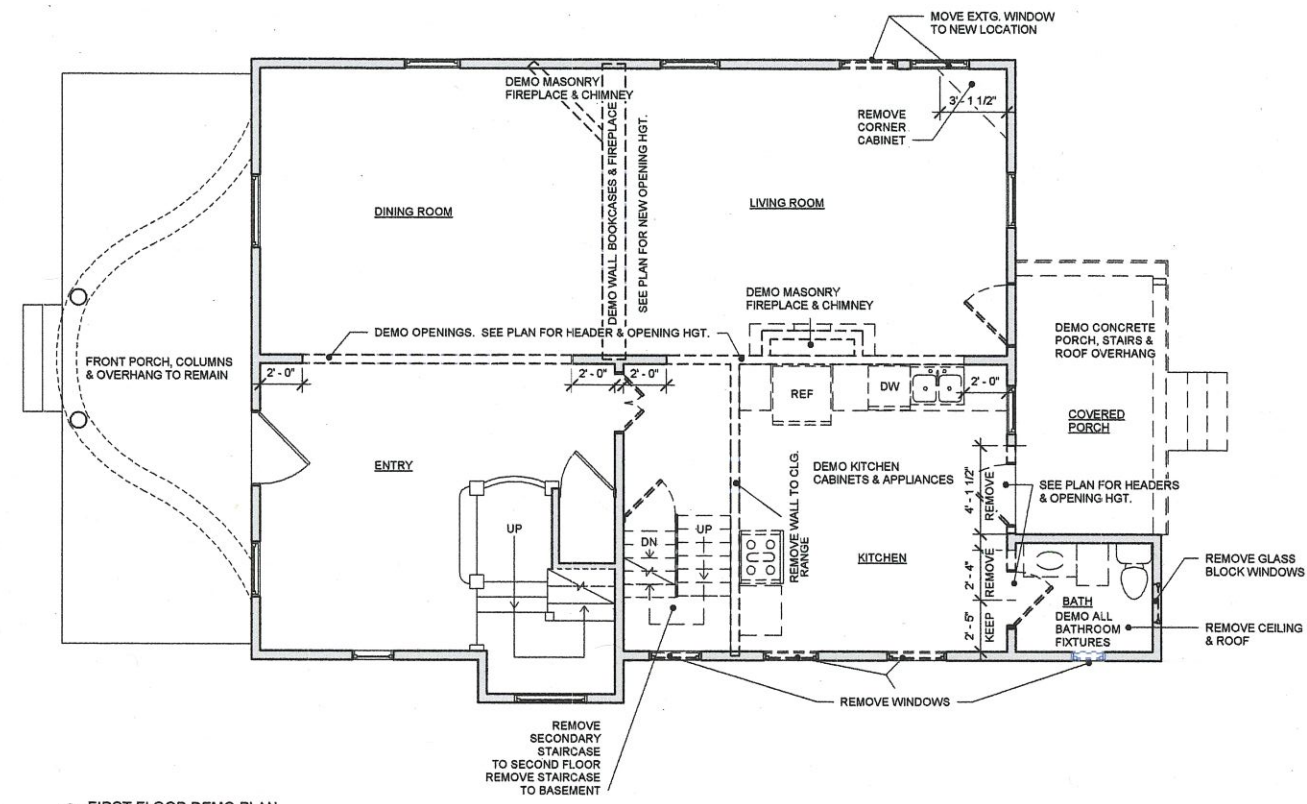 MOVE EXTG. WINDOW
TO NEW LOCATION
DEMO MASONRY
FIREPLACE & CHIMNEY
3' - 1 1/2"
REMOVE
CORNER
CABINET
DEMO WALL. BOOKCASES & FIREPLACE
SEE PLAN FOR NEW OPENING HGT.
DINING ROOM
LIVING ROOM
DEMO MASONRY
FIREPLACE & CHIMNEY
DEMO OPENINGS. SEE PLAN FOR HEADER & OPENING HGT.
DEMO CONCRETE
PORCH, STAIRS &
ROOF OVERHANG
FRONT PORCH, COLUMNS
& OVERHANG TO REMAIN
2' - 0"
2' - 0"
2' - 0"
REF
DW
2' - 0"
COVERED
PORCH
ENTRY
DEMO KITCHEN
CABINETS & APPLIANCES
REMOVE WALL TO CLG.
RANGE
4' - 1 1/2"
REMOVE
SEE PLAN FOR HEADERS
& OPENING HGT.
UP
DN
UP
KITCHEN
2' - 4"
REMOVE
2' - 5"
KEEP
BATH
DEMO ALL
BATHROOM
FIXTURES
REMOVE GLASS
BLOCK WINDOWS
REMOVE CEILING
& ROOF
REMOVE WINDOWS
REMOVE
SECONDARY
STAIRCASE
TO SECOND FLOOR
REMOVE STAIRCASE
TO BASEMENT
FIRST FLOOR DEMO PLAN